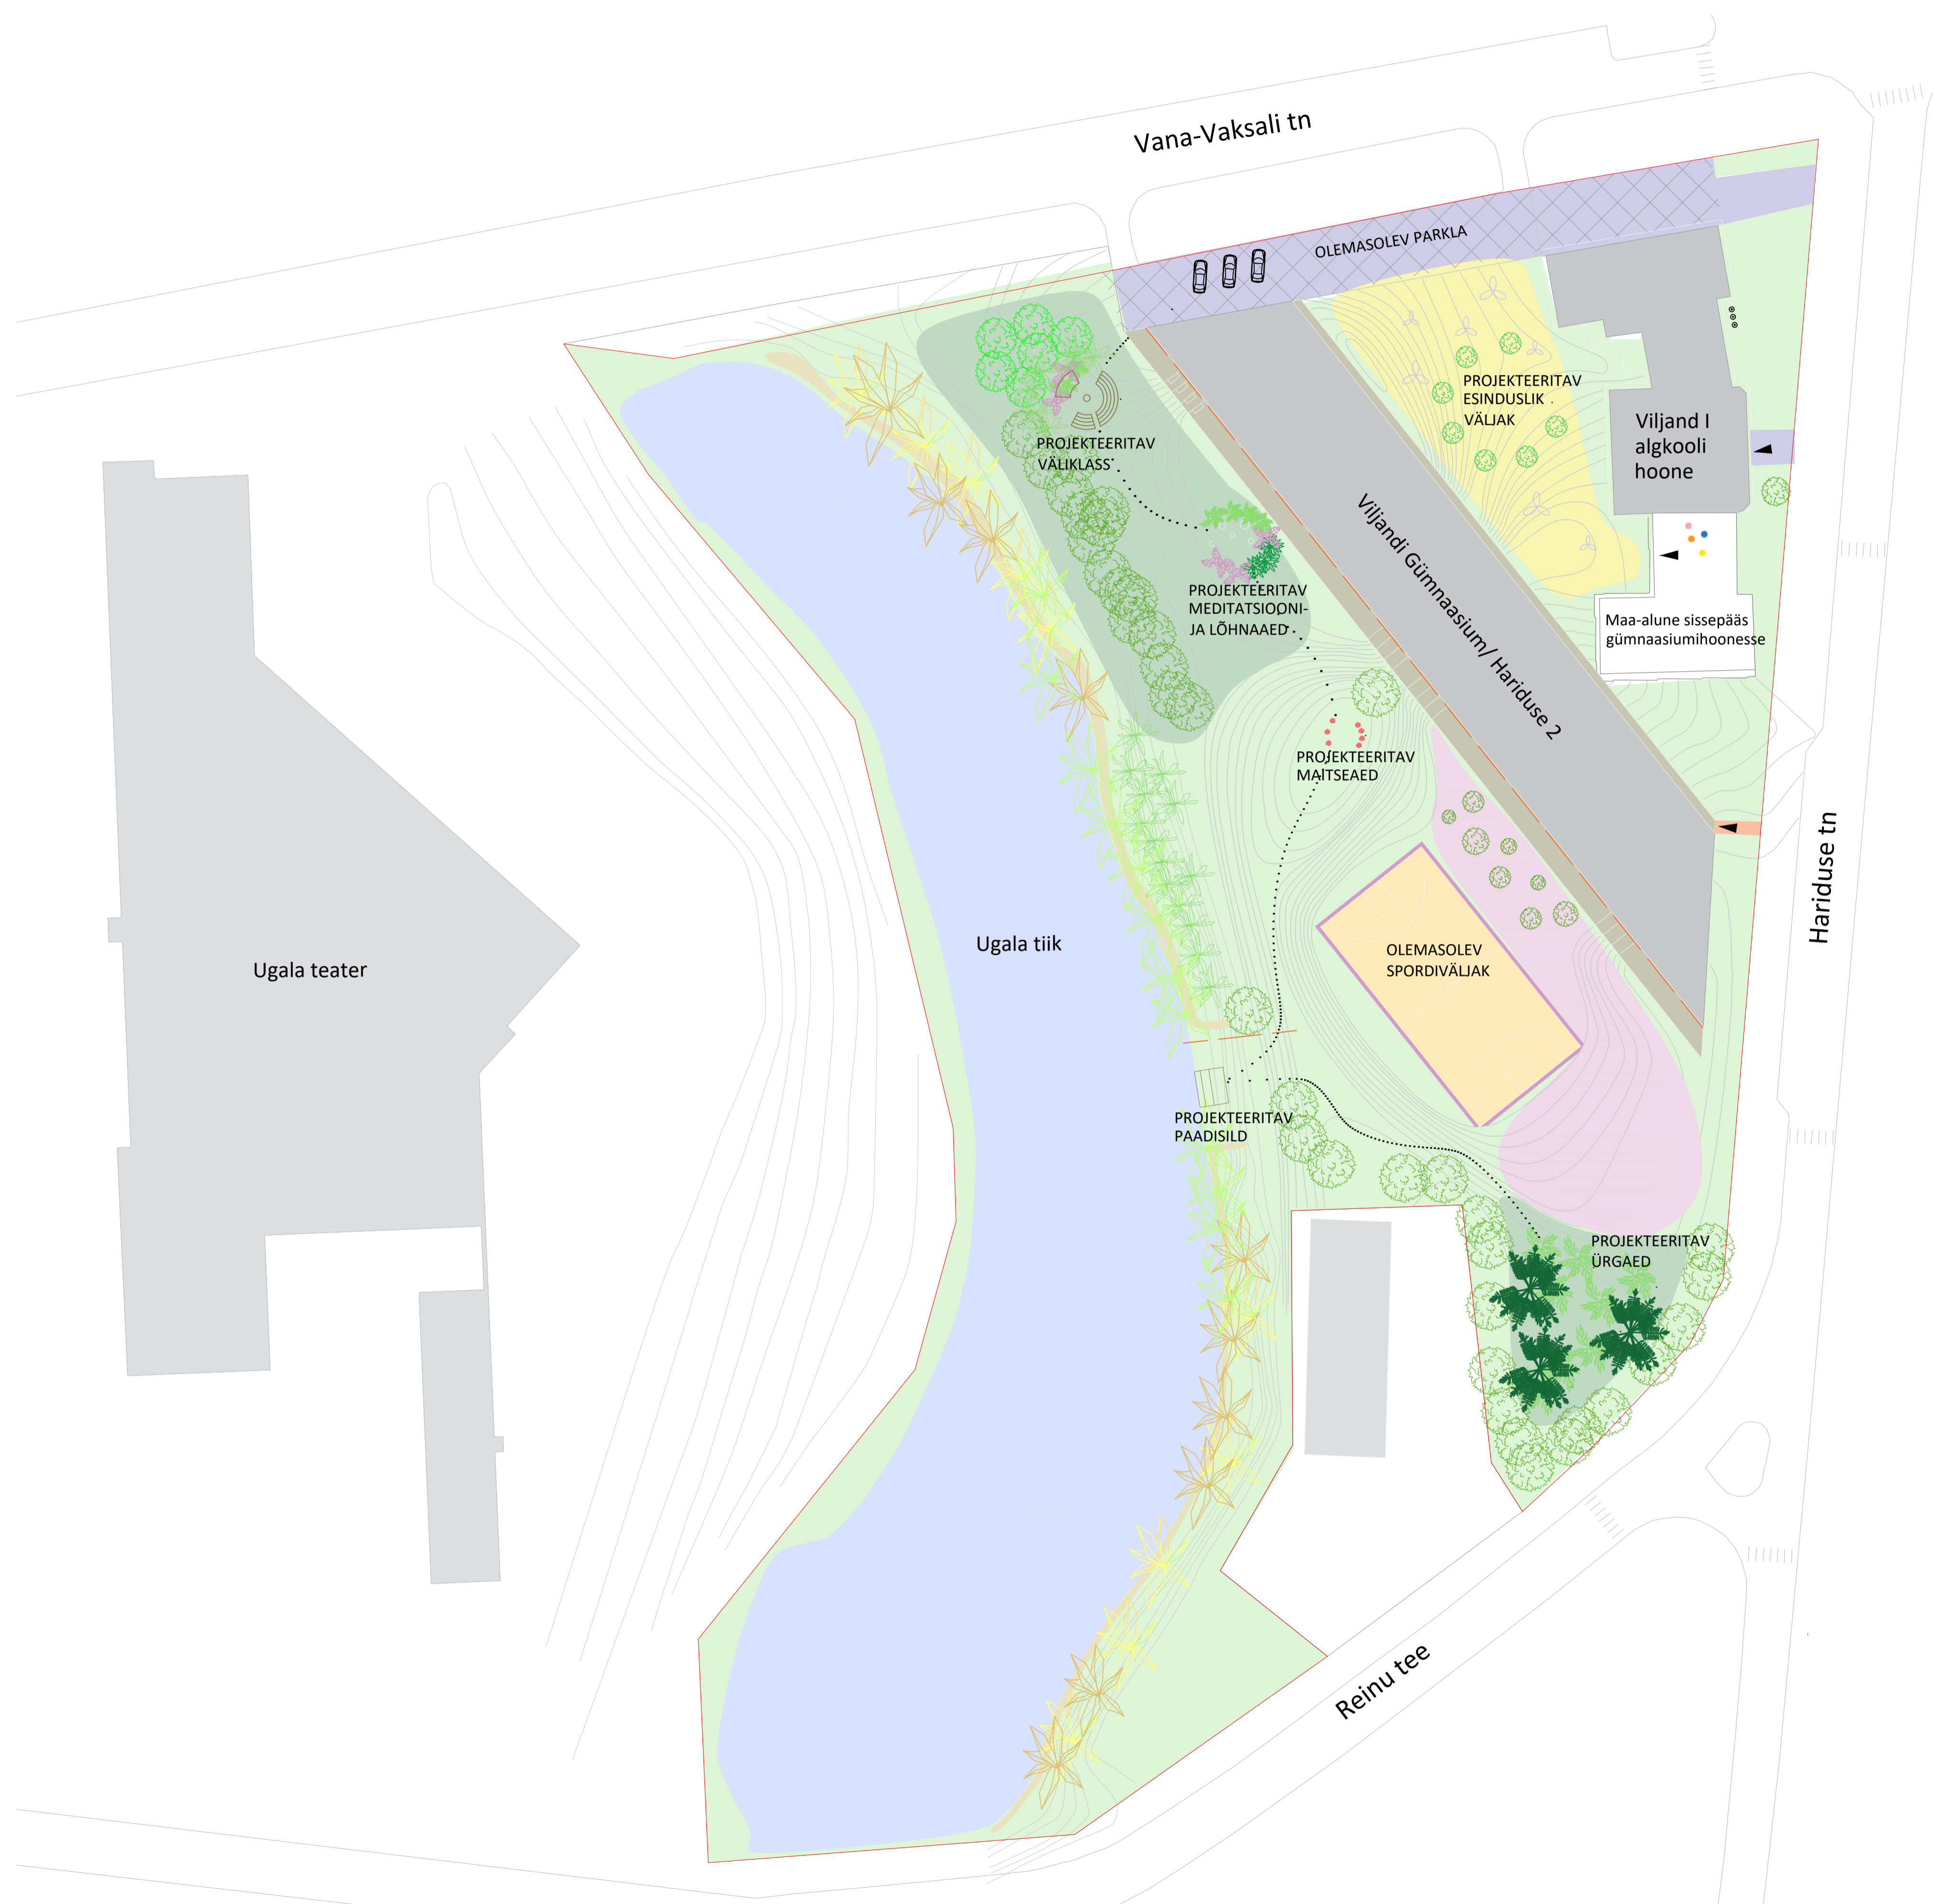 Vana-Vaksali tn
OLEMASOLEV PARKLA
PROJEKTEERITAV
ESINDUSLIK
VÄLJAK
Viljand I
algkooli
hoone
PROJEKTEERITAV
VÄLIKLASS
Viljandi Gümnaasium/ Hariduse 2
PROJEKTEERITAV
MEDITATSIOONI-
JA LÕHNAAED
Maa-alune sissepääs
gümnaasiumihoonesse
PROJEKTEERITAV
MAITSEAED
Hariduse tn
Ugala tiik
OLEMASOLEV
SPORDIVÄLJAK
Ugala teater
PROJEKTEERITAV
PAADISILD
PROJEKTEERITAV
ÜRGAED
Reinu tee